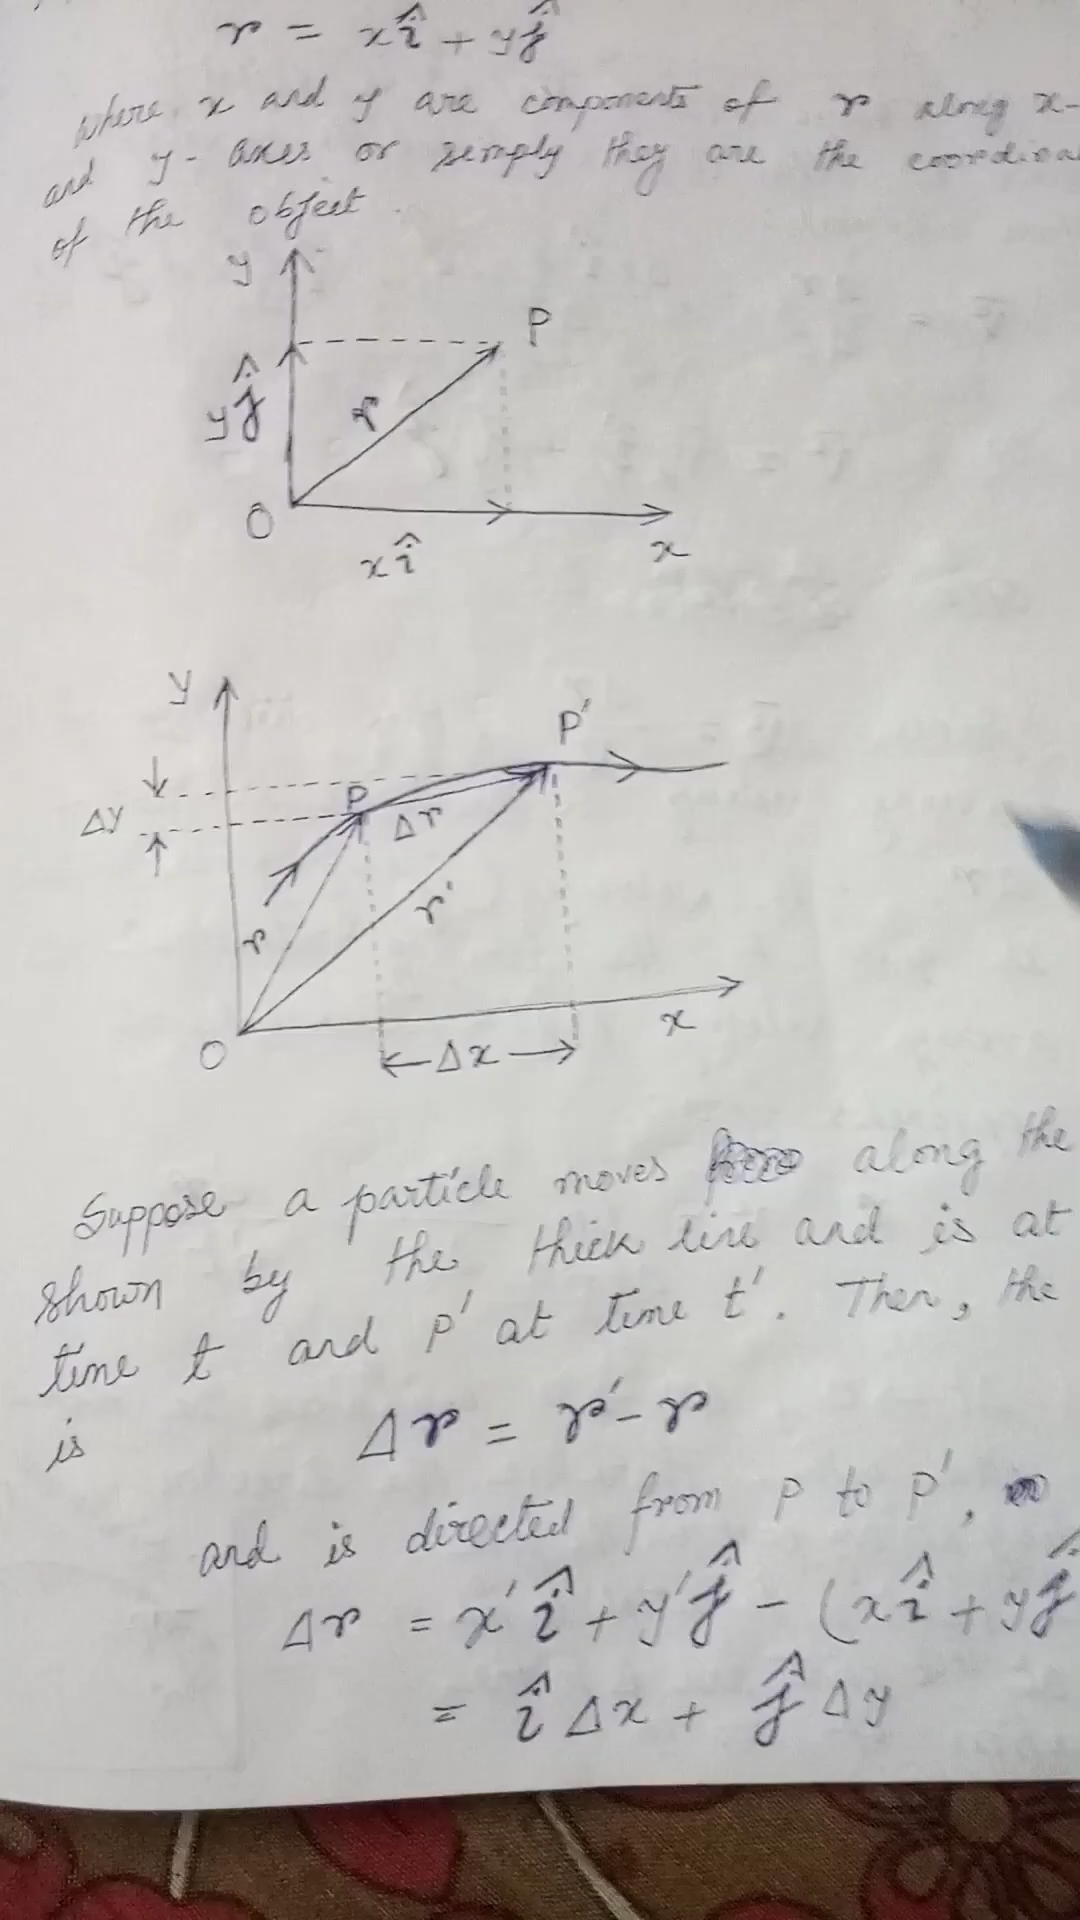 r = xî + yĵ
where x and y are components of r along x-
and y- axes or simply they are the coordina
of the object.
y
P
yĵ
r
O
xî
x
y
P'
P
Δy
Δr
r'
r
x
O
Δx
Suppose a particle moves along the
shown by the thick line and is at
time t and P' at time t'. Then, the
is
Δr = r' - r
and is directed from P to P',
Δr = x'î + y'ĵ - (xî + yĵ
= îΔx + ĵΔy